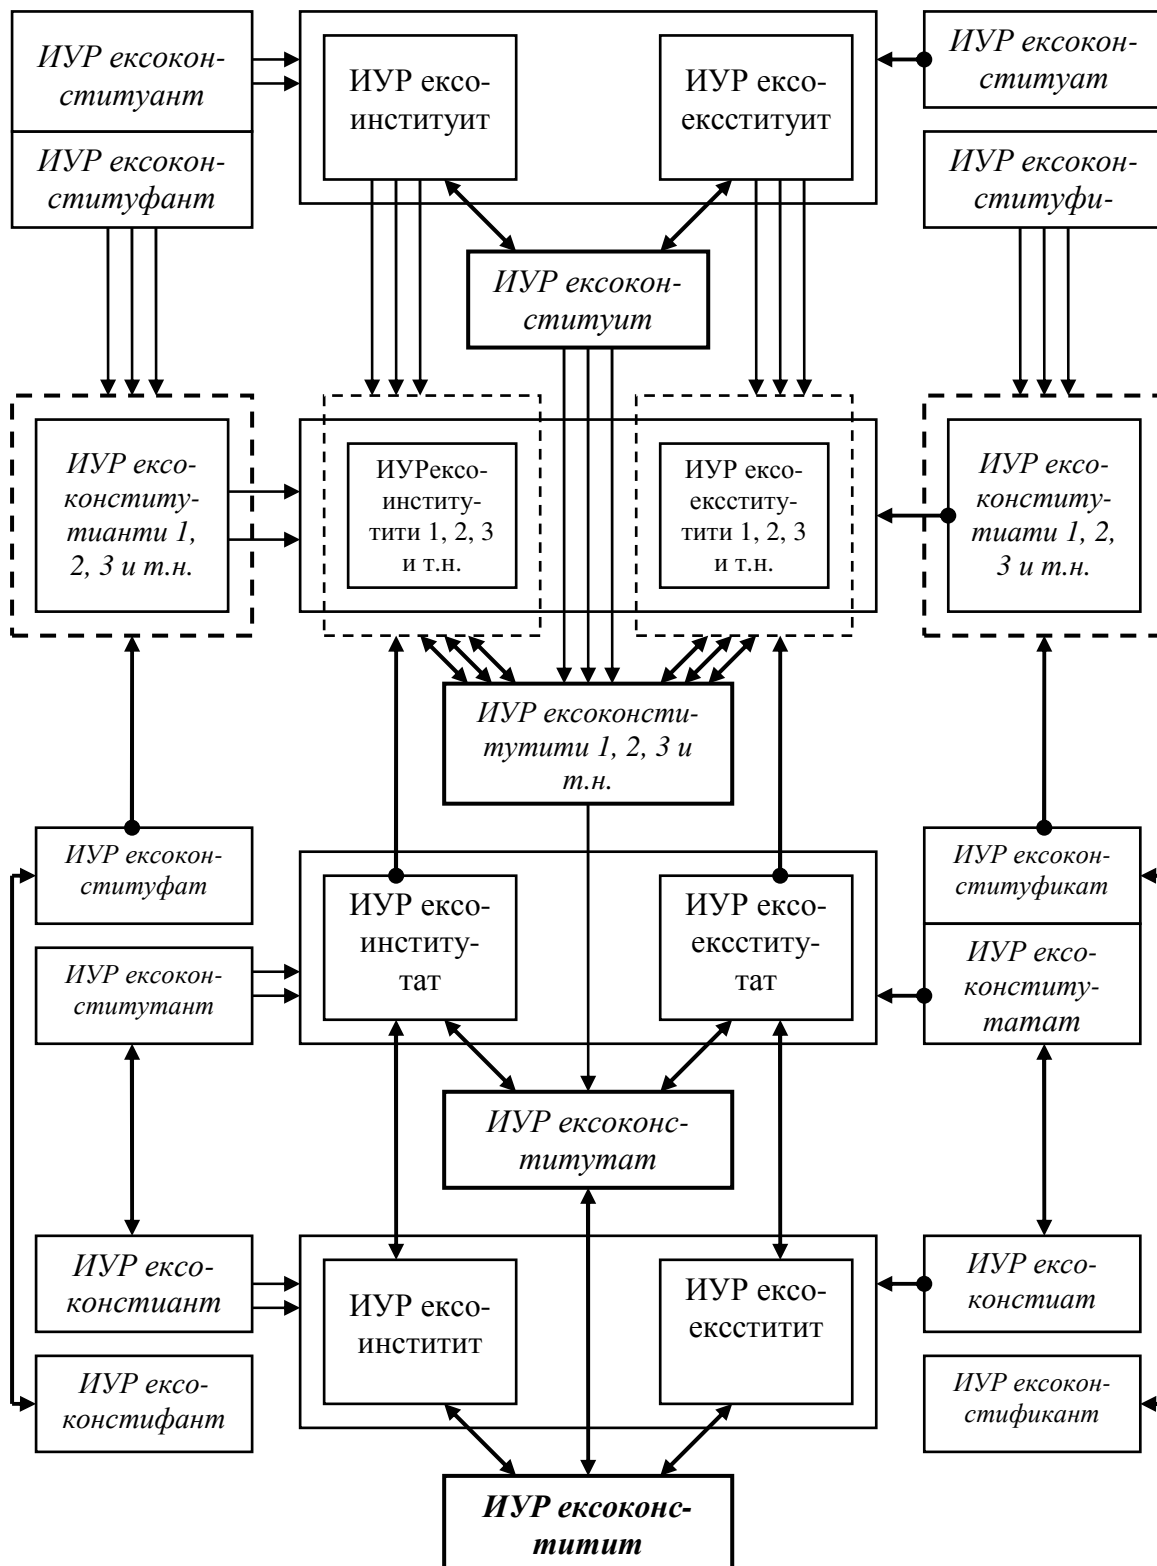 ИУР ексокон-
ституант
ИУР ексо-
институит
ИУР ексо-
ексституит
ИУР ексокон-
ституат
ИУР ексокон-
ституфант
ИУР ексокон-
ституфи-
ИУР ексокон-
ституит
ИУР ексо-
конститу-
тианти 1,
2, 3 и т.н.
ИУРексо-
институ-
тити 1, 2, 3
и т.н.
ИУР ексо-
ексститу-
тити 1, 2, 3
и т.н.
ИУР ексо-
конститу-
тиати 1, 2,
3 и т.н.
ИУР ексоконсти-
тутити 1, 2, 3 и
т.н.
ИУР ексокон-
ституфат
ИУР ексо-
институ-
тат
ИУР ексо-
ексститу-
тат
ИУР ексокон-
ституфикат
ИУР ексокон-
ститутант
ИУР ексо-
конститу-
татат
ИУР ексоконс-
титутат
ИУР ексо-
констиант
ИУР ексо-
инститит
ИУР ексо-
ексститит
ИУР ексо-
констиат
ИУР ексо-
констифант
ИУР ексокон-
стификант
ИУР ексоконс-
титит